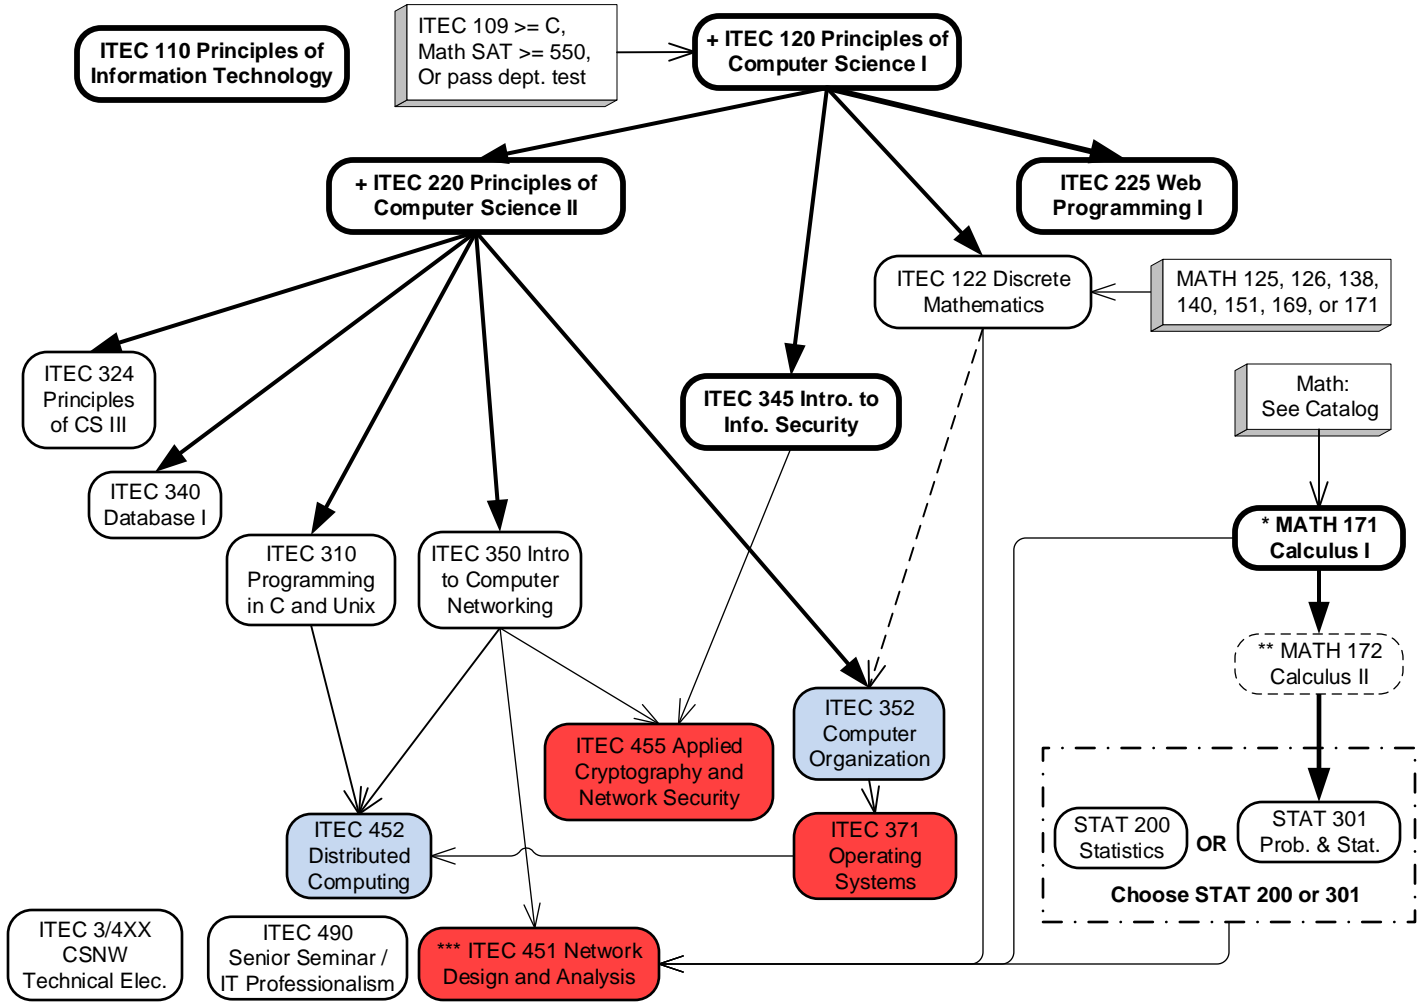 ITEC 110 Principles of
Information Technology
ITEC 109 >= C,
Math SAT >= 550,
Or pass dept. test
+ ITEC 120 Principles of
Computer Science I
+ ITEC 220 Principles of
Computer Science II
ITEC 225 Web
Programming I
ITEC 122 Discrete
Mathematics
MATH 125, 126, 138,
140, 151, 169, or 171
ITEC 324
Principles
of CS III
ITEC 345 Intro. to
Info. Security
Math:
See Catalog
ITEC 340
Database I
ITEC 310
Programming
in C and Unix
ITEC 350 Intro
to Computer
Networking
* MATH 171
Calculus I
** MATH 172
Calculus II
ITEC 352
Computer
Organization
ITEC 455 Applied
Cryptography and
Network Security
ITEC 452
Distributed
Computing
ITEC 371
Operating
Systems
STAT 200
Statistics
OR
STAT 301
Prob. & Stat.
Choose STAT 200 or 301
ITEC 3/4XX
CSNW
Technical Elec.
ITEC 490
Senior Seminar /
IT Professionalism
*** ITEC 451 Network
Design and Analysis